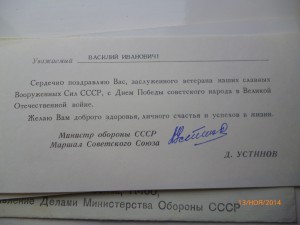 Уважаемый ВАСИЛИЙ ИВАНОВИЧ!
Сердечно поздравляю Вас, заслуженного ветерана наших славных
Вооруженных Сил СССР, с Днем Победы советского народа в Великой
Отечественной войне.
Желаю Вам доброго здоровья, личного счастья и успехов в жизни.
Министр обороны СССР
Маршал Советского Союза
Д. УСТИНОВ
Делами Министерства Обороны СССР
13/НОЯ/2014